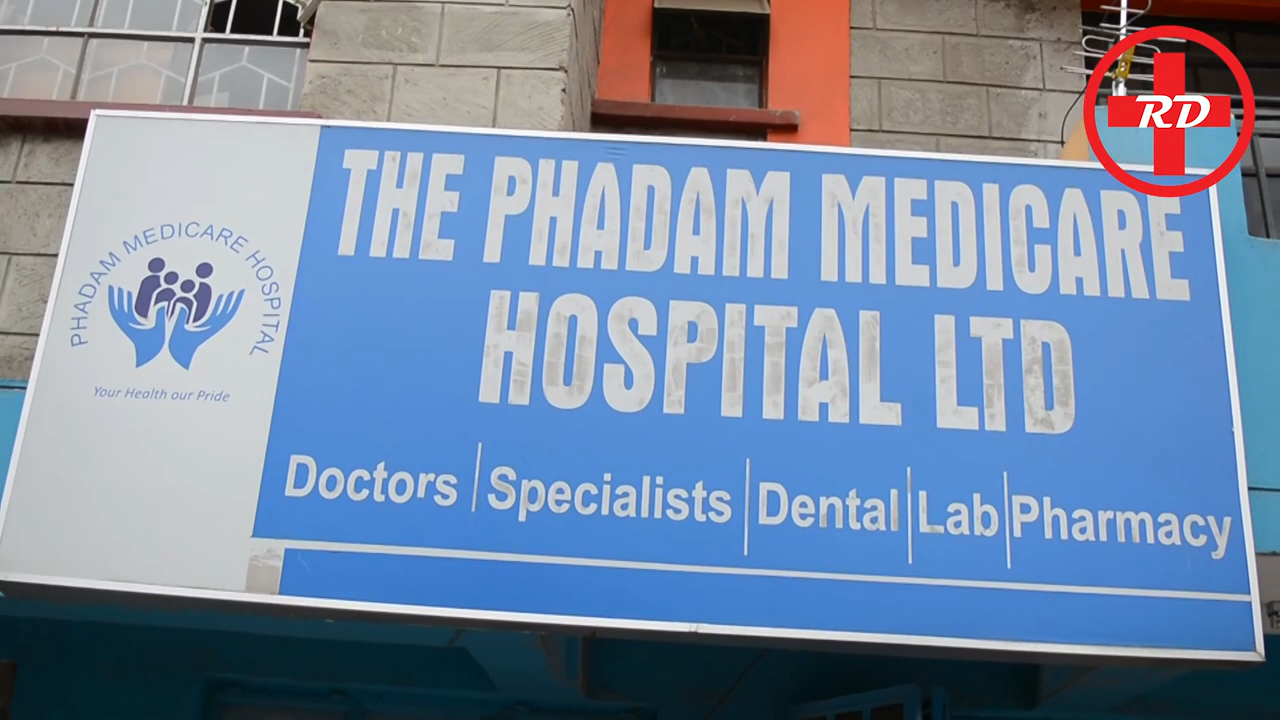 RD
PHADAM MEDICARE HOSPITAL
Your Health our Pride
THE PHADAM MEDICARE
HOSPITAL LTD
Doctors Specialists Dental Lab Pharmacy